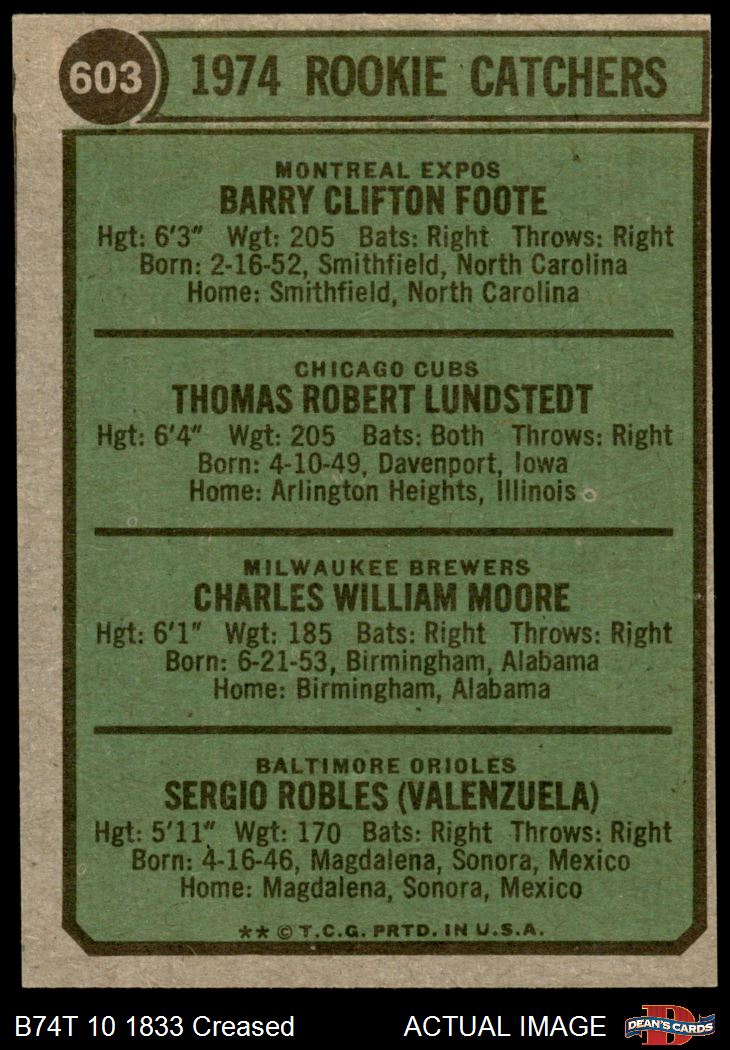 603
1974 ROOKIE CATCHERS
MONTREAL EXPOS
BARRY CLIFTON FOOTE
Hgt: 6'3" Wgt: 205 Bats: Right Throws: Right
Born: 2-16-52, Smithfield, North Carolina
Home: Smithfield, North Carolina
CHICAGO CUBS
THOMAS ROBERT LUNDSTEDT
Hgt: 6'4" Wgt: 205 Bats: Both Throws: Right
Born: 4-10-49, Davenport, Iowa
Home: Arlington Heights, Illinois
MILWAUKEE BREWERS
CHARLES WILLIAM MOORE
Hgt: 6'1" Wgt: 185 Bats: Right Throws: Right
Born: 6-21-53, Birmingham, Alabama
Home: Birmingham, Alabama
BALTIMORE ORIOLES
SERGIO ROBLES (VALENZUELA)
Hgt: 5'11" Wgt: 170 Bats: Right Throws: Right
Born: 4-16-46, Magdalena, Sonora, Mexico
Home: Magdalena, Sonora, Mexico
** © T.C.G. PRTD. IN U.S.A.
B74T 10 1833 Creased ACTUAL IMAGE
D
DEAN'S CARDS